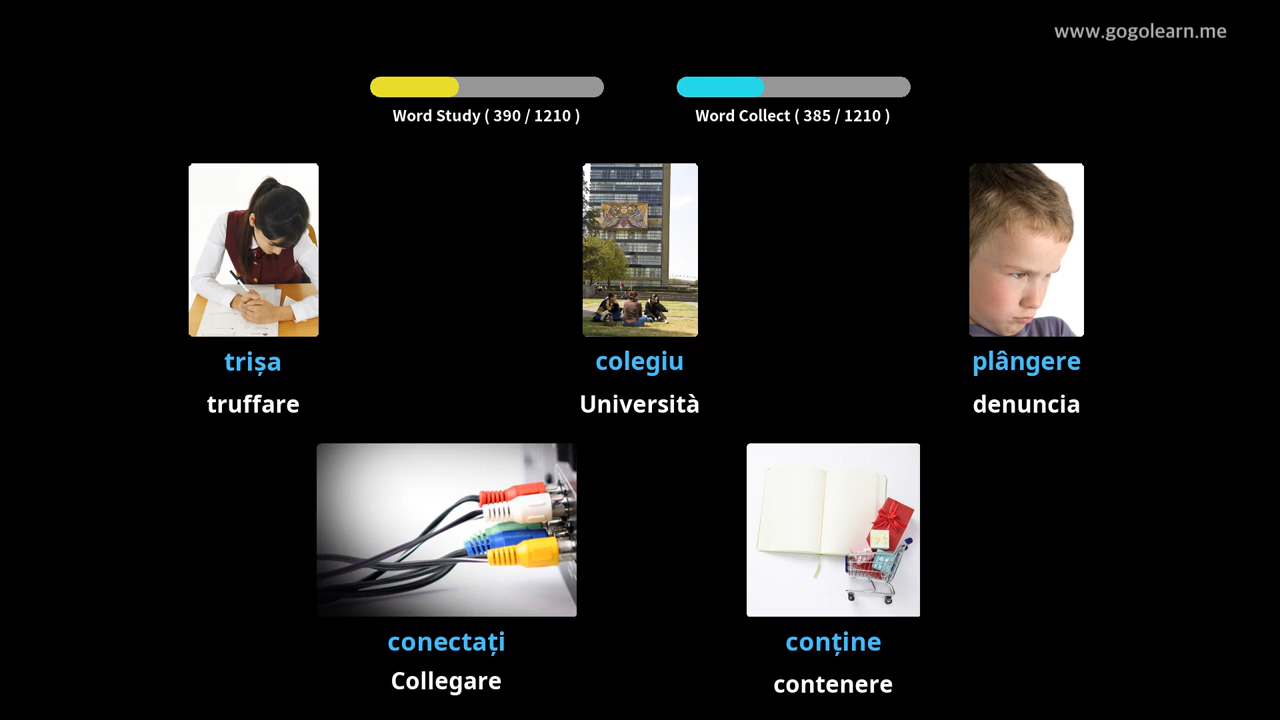 www.gogolearn.me
Word Study ( 390 / 1210 )
Word Collect ( 385 / 1210 )
trișa
colegiu
plângere
truffare
Università
denuncia
conectați
conține
Collegare
contenere